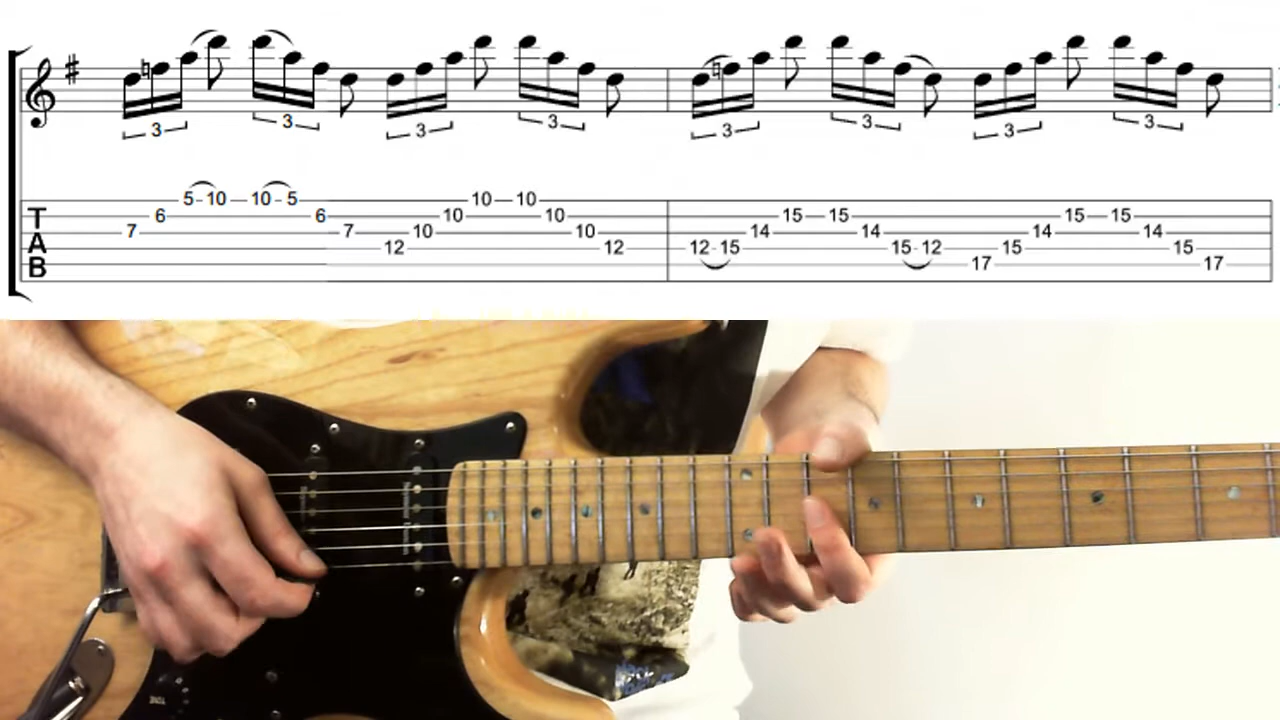 3 3 3 3 3 3 3 3
5 10 10 5 10 10
T 6 6 10 10 15 15 15 15
7 7 10 10 14 14 14 14
A 12 12 12 15 15 12 15 15
B 17 17